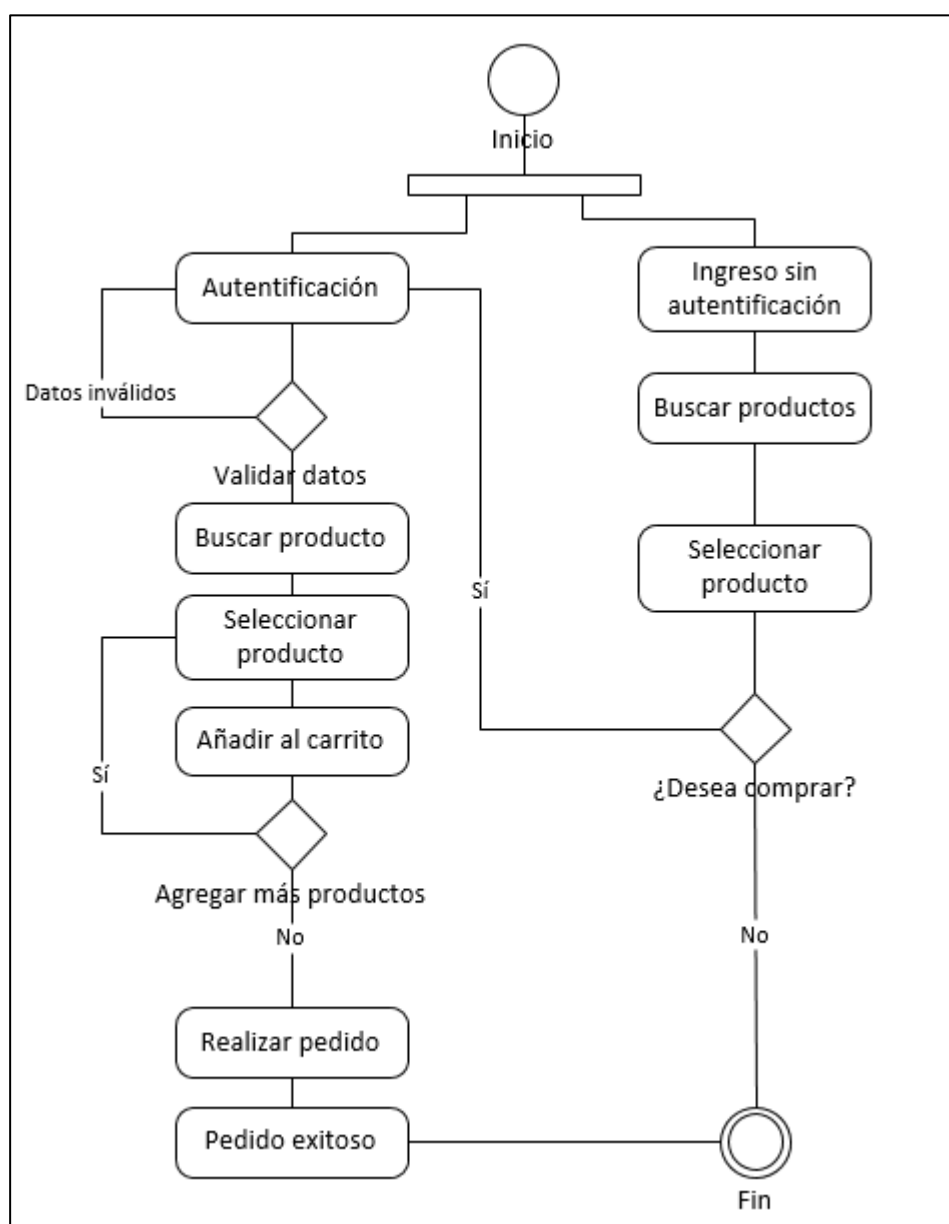 Inicio
Autentificación
Ingreso sin
autentificación
Datos inválidos
Buscar productos
Validar datos
Buscar producto
Seleccionar
producto
Sí
Seleccionar
producto
Añadir al carrito
Sí
¿Desea comprar?
Agregar más productos
No
No
Realizar pedido
Pedido exitoso
Fin